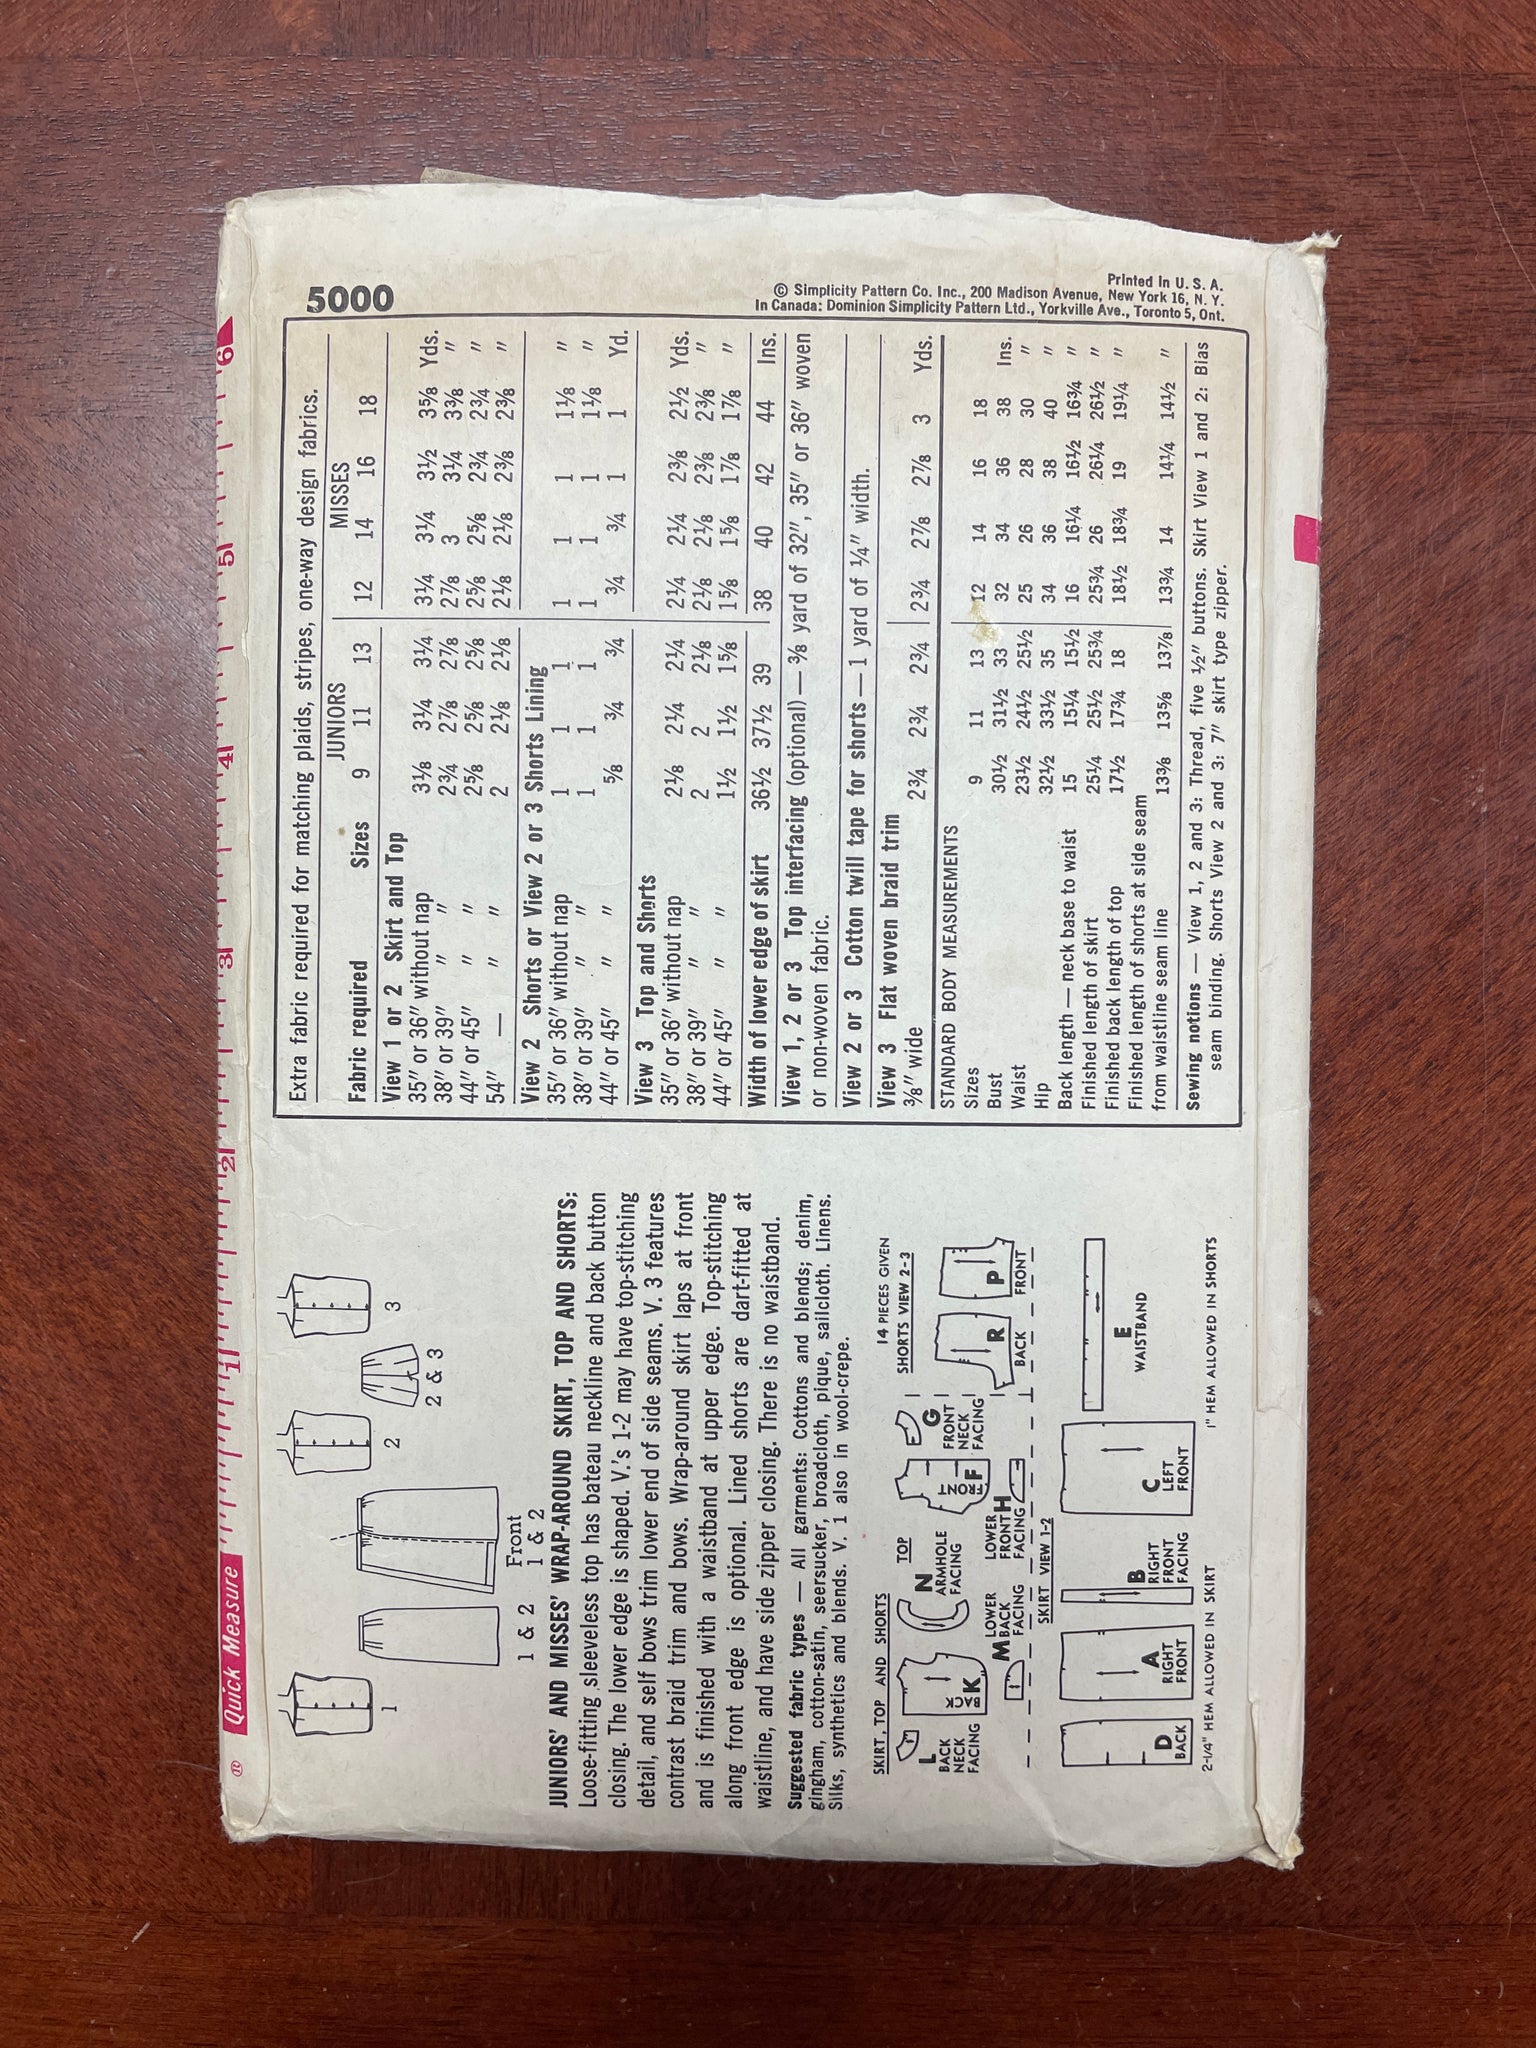 ® Quick Measure 1 2 3 4 5 6
1
1 & 2
Front
1 & 2
2
2 & 3
3
JUNIORS' AND MISSES' WRAP-AROUND SKIRT, TOP AND SHORTS:
Loose-fitting sleeveless top has bateau neckline and back button
closing. The lower edge is shaped. V.'s 1-2 may have top-stitching
detail, and self bows trim lower end of side seams. V. 3 features
contrast braid trim and bows. Wrap-around skirt laps at front
and is finished with a waistband at upper edge. Top-stitching
along front edge is optional. Lined shorts are dart-fitted at
waistline, and have side zipper closing. There is no waistband.
Suggested fabric types — All garments: Cottons and blends; denim,
gingham, cotton-satin, seersucker, broadcloth, pique, sailcloth. Linens.
Silks, synthetics and blends. V. 1 also in wool-crepe.
14 PIECES GIVEN
SKIRT, TOP AND SHORTS
TOP
SHORTS VIEW 2-3
L
BACK
NECK
FACING
BACK K
N
ARMHOLE
FACING
FRONT F
G
FRONT
NECK
FACING
R
BACK
P
FRONT
M LOWER
BACK
FACING
LOWER
FRONT H
FACING
SKIRT VIEW 1-2
D
BACK
A
RIGHT
FRONT
B
RIGHT
FRONT
FACING
C
LEFT
FRONT
E
WAISTBAND
2-1/4" HEM ALLOWED IN SKIRT
1" HEM ALLOWED IN SHORTS
5000
Extra fabric required for matching plaids, stripes, one-way design fabrics.
JUNIORS MISSES
Fabric required Sizes 9 11 13 12 14 16 18
View 1 or 2 Skirt and Top
35" or 36" without nap 3⅛ 3¼ 3¼ 3¼ 3¼ 3½ 3⅝ Yds.
38" or 39" " 2¾ 2⅞ 2⅞ 2⅞ 3 3¼ 3⅜ "
44" or 45" " 2⅝ 2⅝ 2⅝ 2⅝ 2⅝ 2¾ 2¾ "
54" — " 2 2⅛ 2⅛ 2⅛ 2⅛ 2⅜ 2⅜ "
View 2 Shorts or View 2 or 3 Shorts Lining
35" or 36" without nap 1 1 1 1 1 1 1⅛ "
38" or 39" " 1 1 1 1 1 1 1⅛ "
44" or 45" " ⅝ ¾ ¾ ¾ ¾ 1 1 Yd.
View 3 Top and Shorts
35" or 36" without nap 2⅛ 2¼ 2¼ 2¼ 2¼ 2⅜ 2½ Yds.
38" or 39" " 2 2 2⅛ 2⅛ 2⅛ 2⅜ 2⅜ "
44" or 45" " 1½ 1½ 1⅝ 1⅝ 1⅝ 1⅞ 1⅞ "
Width of lower edge of skirt 36½ 37½ 39 38 40 42 44 Ins.
View 1, 2 or 3 Top interfacing (optional) — ⅜ yard of 32", 35" or 36" woven
or non-woven fabric.
View 2 or 3 Cotton twill tape for shorts — 1 yard of ¼" width.
View 3 Flat woven braid trim
⅜" wide 2¾ 2¾ 2¾ 2¾ 2⅞ 2⅞ 3 Yds.
STANDARD BODY MEASUREMENTS
Sizes 9 11 13 12 14 16 18
Bust 30½ 31½ 33 32 34 36 38 Ins.
Waist 23½ 24½ 25½ 25 26 28 30 "
Hip 32½ 33½ 35 34 36 38 40 "
Back length — neck base to waist 15 15¼ 15½ 16 16¼ 16½ 16¾ "
Finished length of skirt 25¼ 25½ 25¾ 25¾ 26 26¼ 26½ "
Finished back length of top 17½ 17¾ 18 18½ 18¾ 19 19¼ "
Finished length of shorts at side seam
from waistline seam line 13⅜ 13⅝ 13⅞ 13¾ 14 14¼ 14½ "
Sewing notions — View 1, 2 and 3: Thread, five ½" buttons. Skirt View 1 and 2: Bias
seam binding. Shorts View 2 and 3: 7" skirt type zipper.
Printed in U. S. A.
© Simplicity Pattern Co. Inc., 200 Madison Avenue, New York 16, N. Y.
In Canada: Dominion Simplicity Pattern Ltd., Yorkville Ave., Toronto 5, Ont.